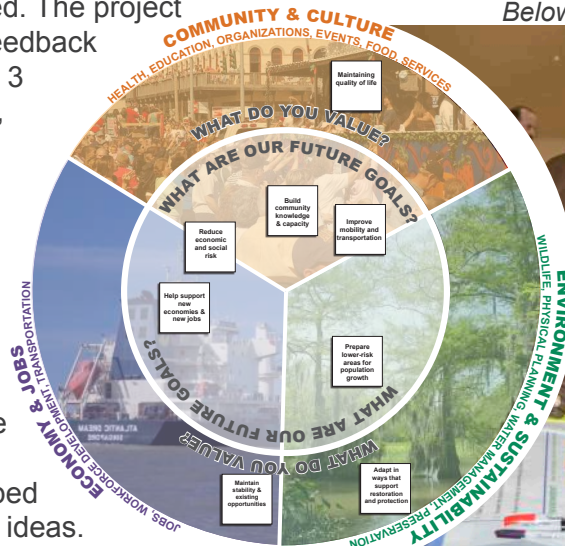 ed. The project
eedback
3
,
e
ped
ideas.
Below
COMMUNITY & CULTURE
HEALTH, EDUCATION, ORGANIZATIONS, EVENTS, FOOD, SERVICES
Maintaining
quality of life
WHAT DO YOU VALUE?
WHAT ARE OUR FUTURE GOALS?
Build
community
knowledge
& capacity
Improve
mobility and
transportation
Reduce
economic
and social
risk
Help support
new
economies &
new jobs
Prepare
lower-risk
areas for
population
growth
WHAT ARE OUR FUTURE GOALS?
WHAT DO YOU VALUE?
Maintain
stability &
existing
opportunities
Adapt in
ways that
support
restoration
and protection
ECONOMY & JOBS
JOBS, WORKFORCE DEVELOPMENT, TRANSPORTATION
ENVIRONMENT & SUSTAINABILITY
WILDLIFE, PHYSICAL PLANNING, WATER MANAGEMENT, PRESERVATION
ATLANTIC DREAM
SINGAPORE